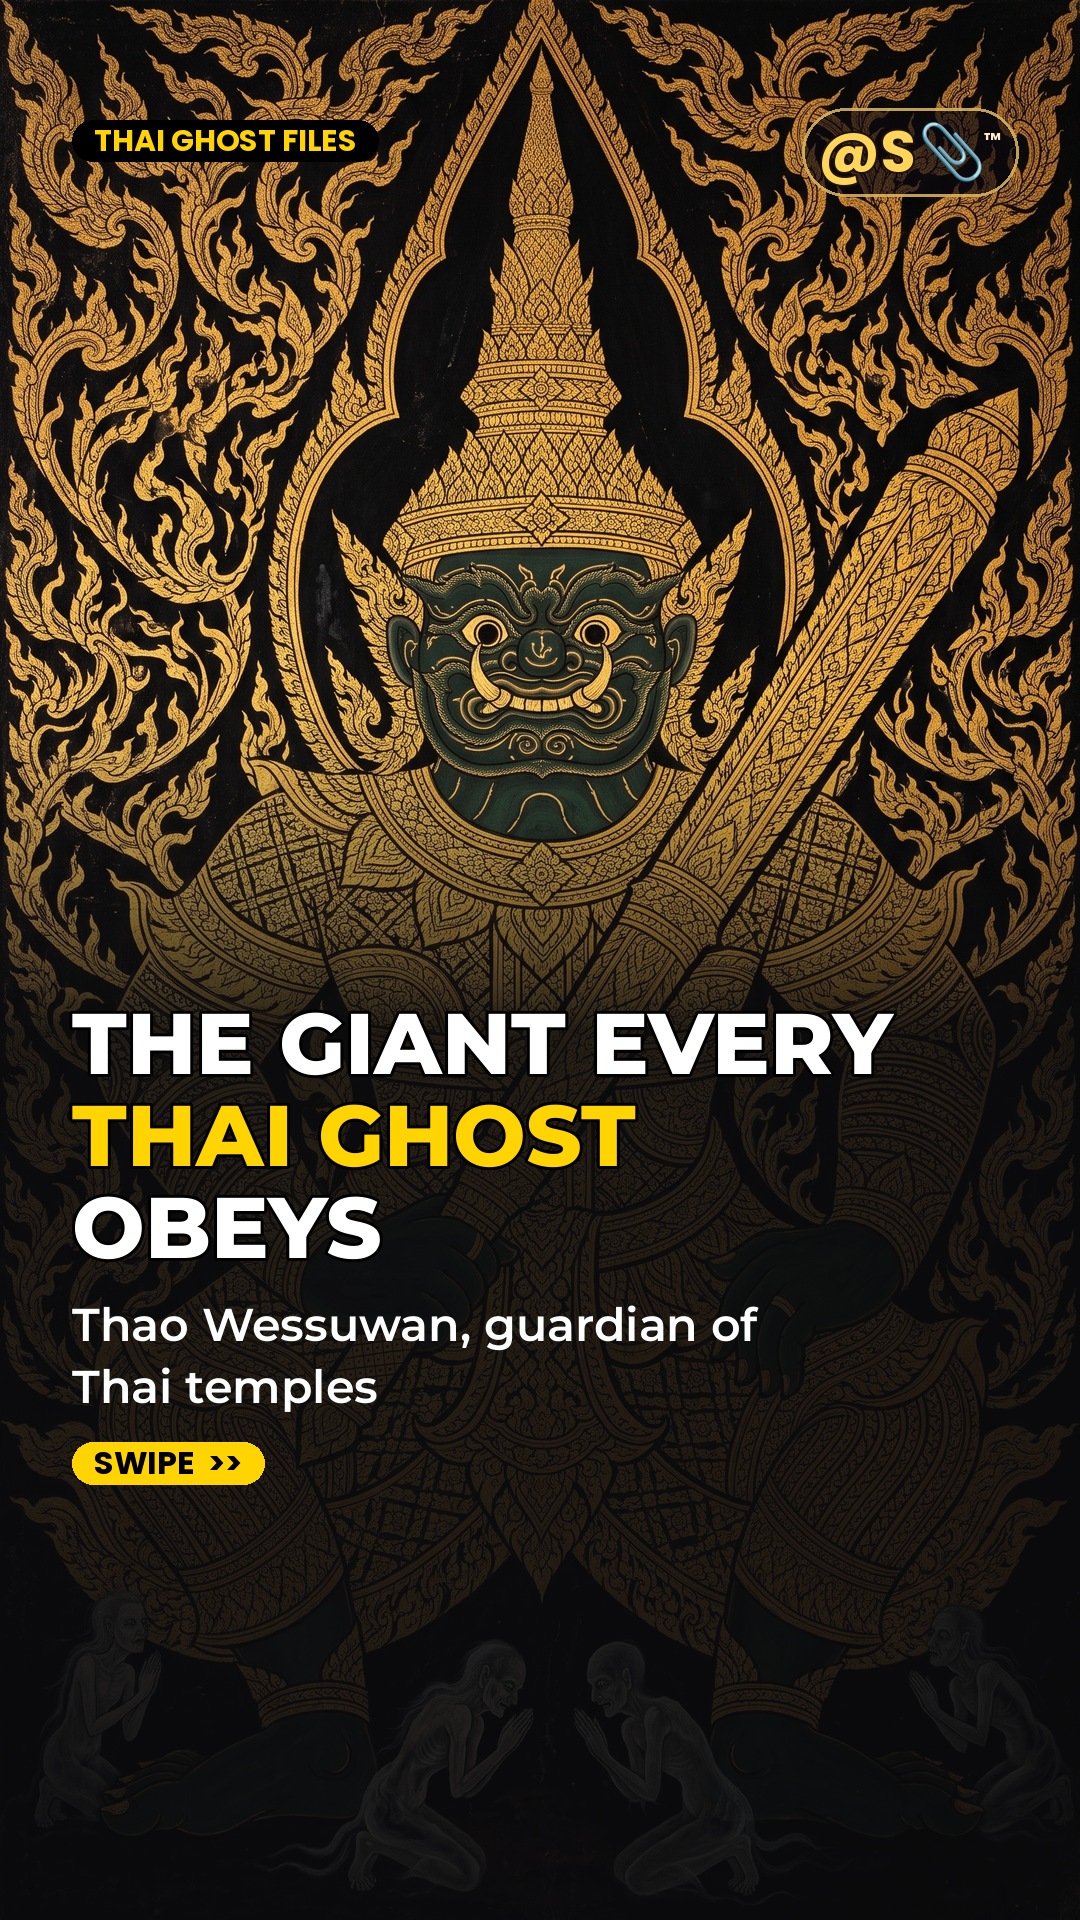 THAI GHOST FILES
@S📎™
THE GIANT EVERY
THAI GHOST
OBEYS
Thao Wessuwan, guardian of
Thai temples
SWIPE >>